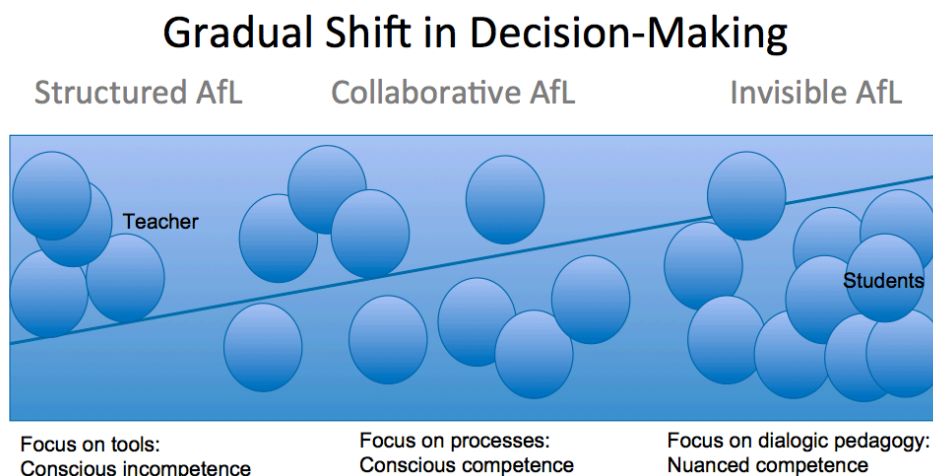 Gradual Shift in Decision-Making
Structured AfL
Collaborative AfL
Invisible AfL
Teacher
Students
Focus on tools:
Conscious incompetence
Focus on processes:
Conscious competence
Focus on dialogic pedagogy:
Nuanced competence